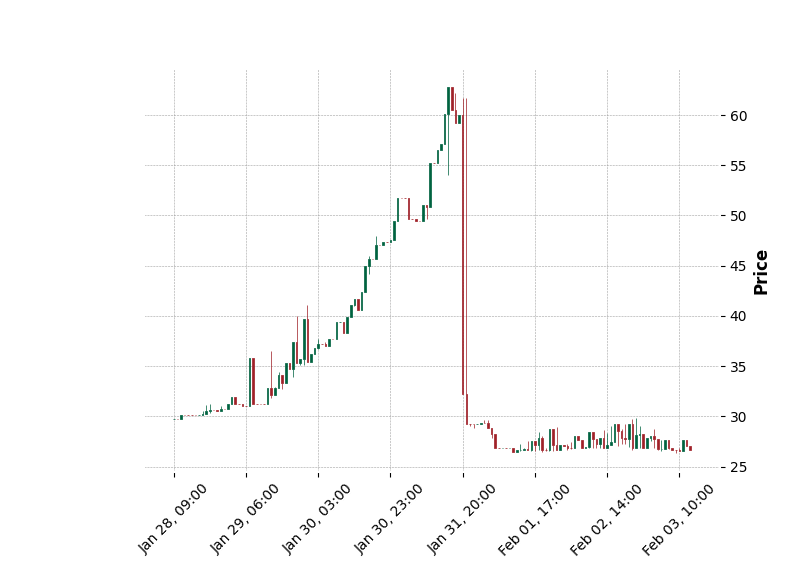 60
55
50
45
40
35
30
25
Price
Jan 28, 09:00
Jan 29, 06:00
Jan 30, 03:00
Jan 30, 23:00
Jan 31, 20:00
Feb 01, 17:00
Feb 02, 14:00
Feb 03, 10:00